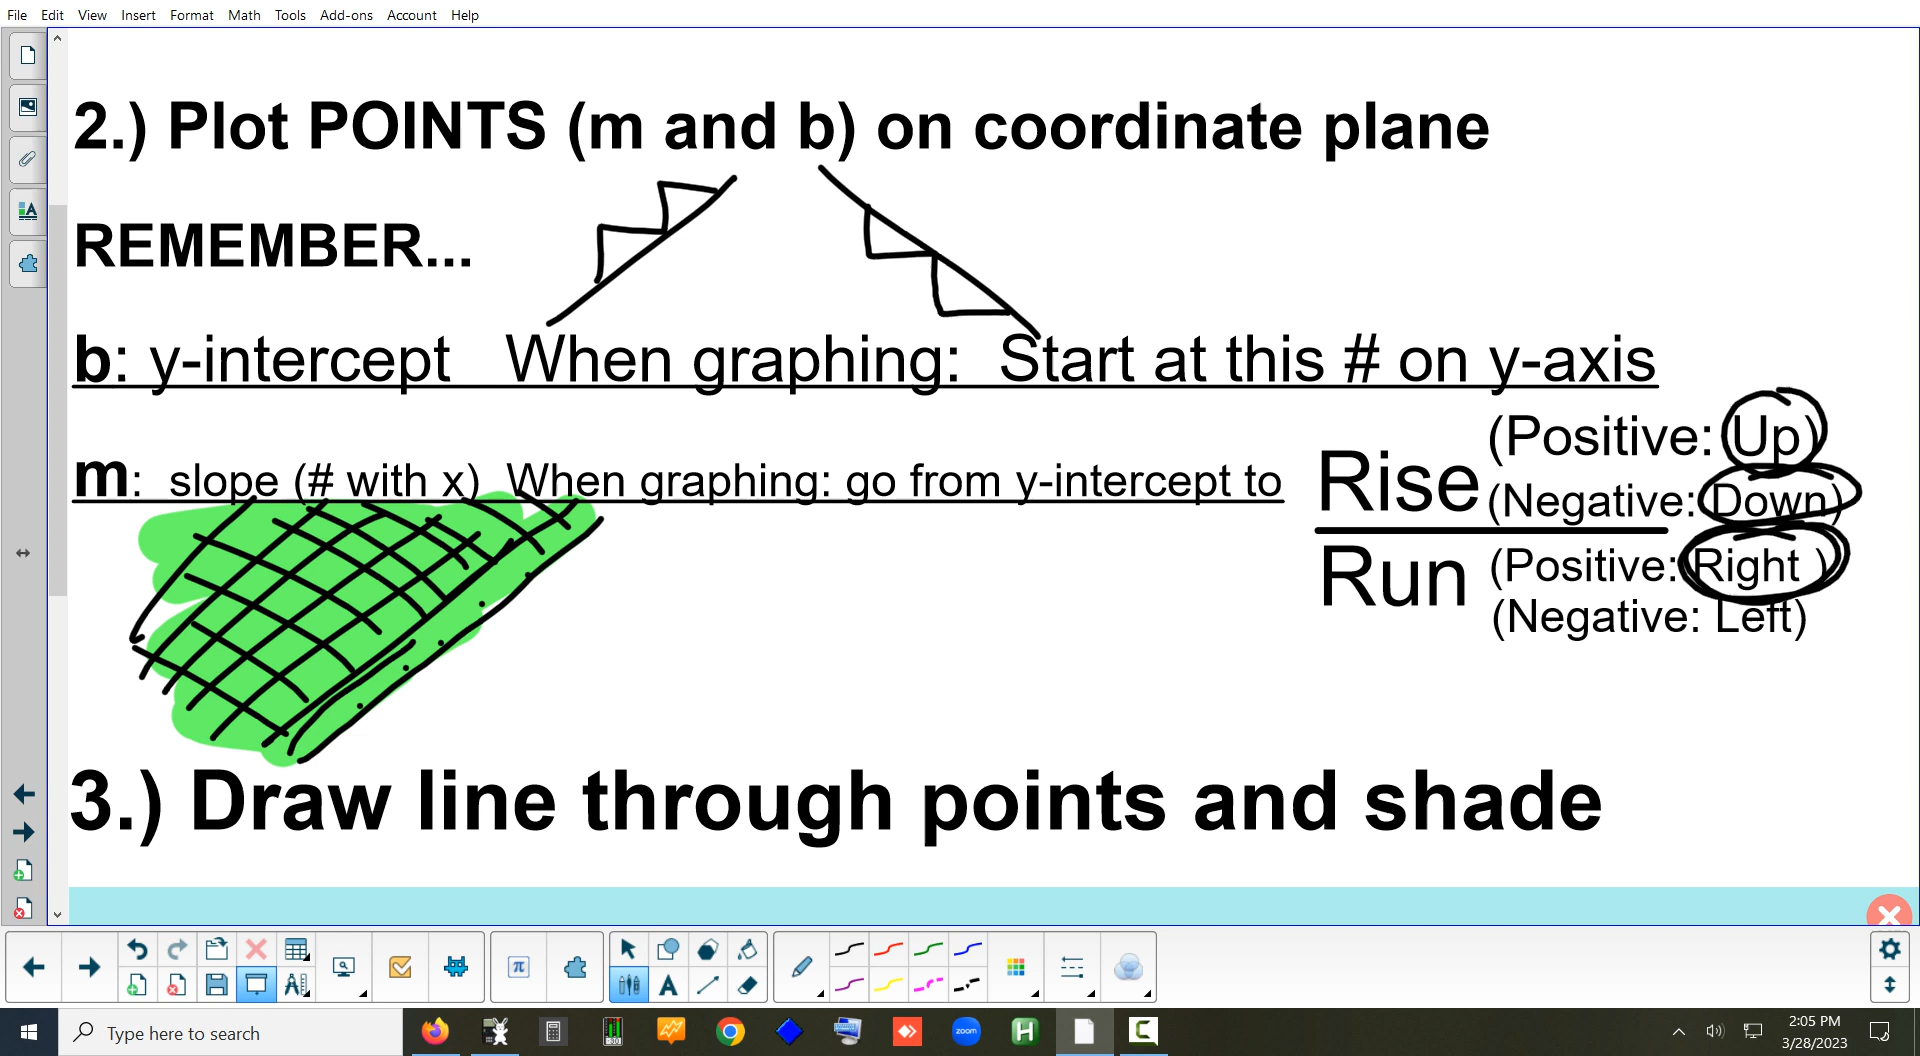 File Edit View Insert Format Math Tools Add-ons Account Help
2.) Plot POINTS (m and b) on coordinate plane
REMEMBER...
b: y-intercept When graphing: Start at this # on y-axis
m: slope (# with x) When graphing: go from y-intercept to
Rise
(Positive: Up)
(Negative: Down)
Run
(Positive: Right )
(Negative: Left)
3.) Draw line through points and shade
π
A
Type here to search
zoom
H
C
2:05 PM
3/28/2023